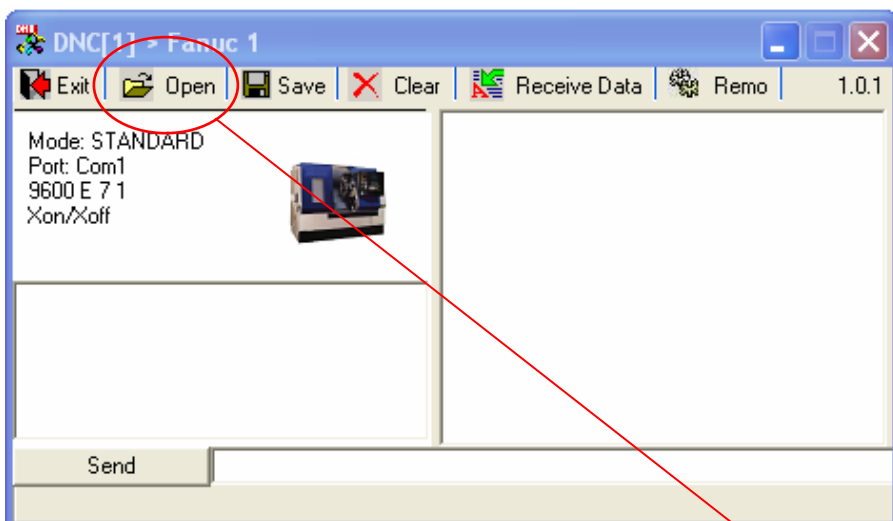 DNC[1] > Fanuc 1
Exit Open Save Clear Receive Data Remo 1.0.1
Mode: STANDARD
Port: Com1
9600 E 7 1
Xon/Xoff
Send